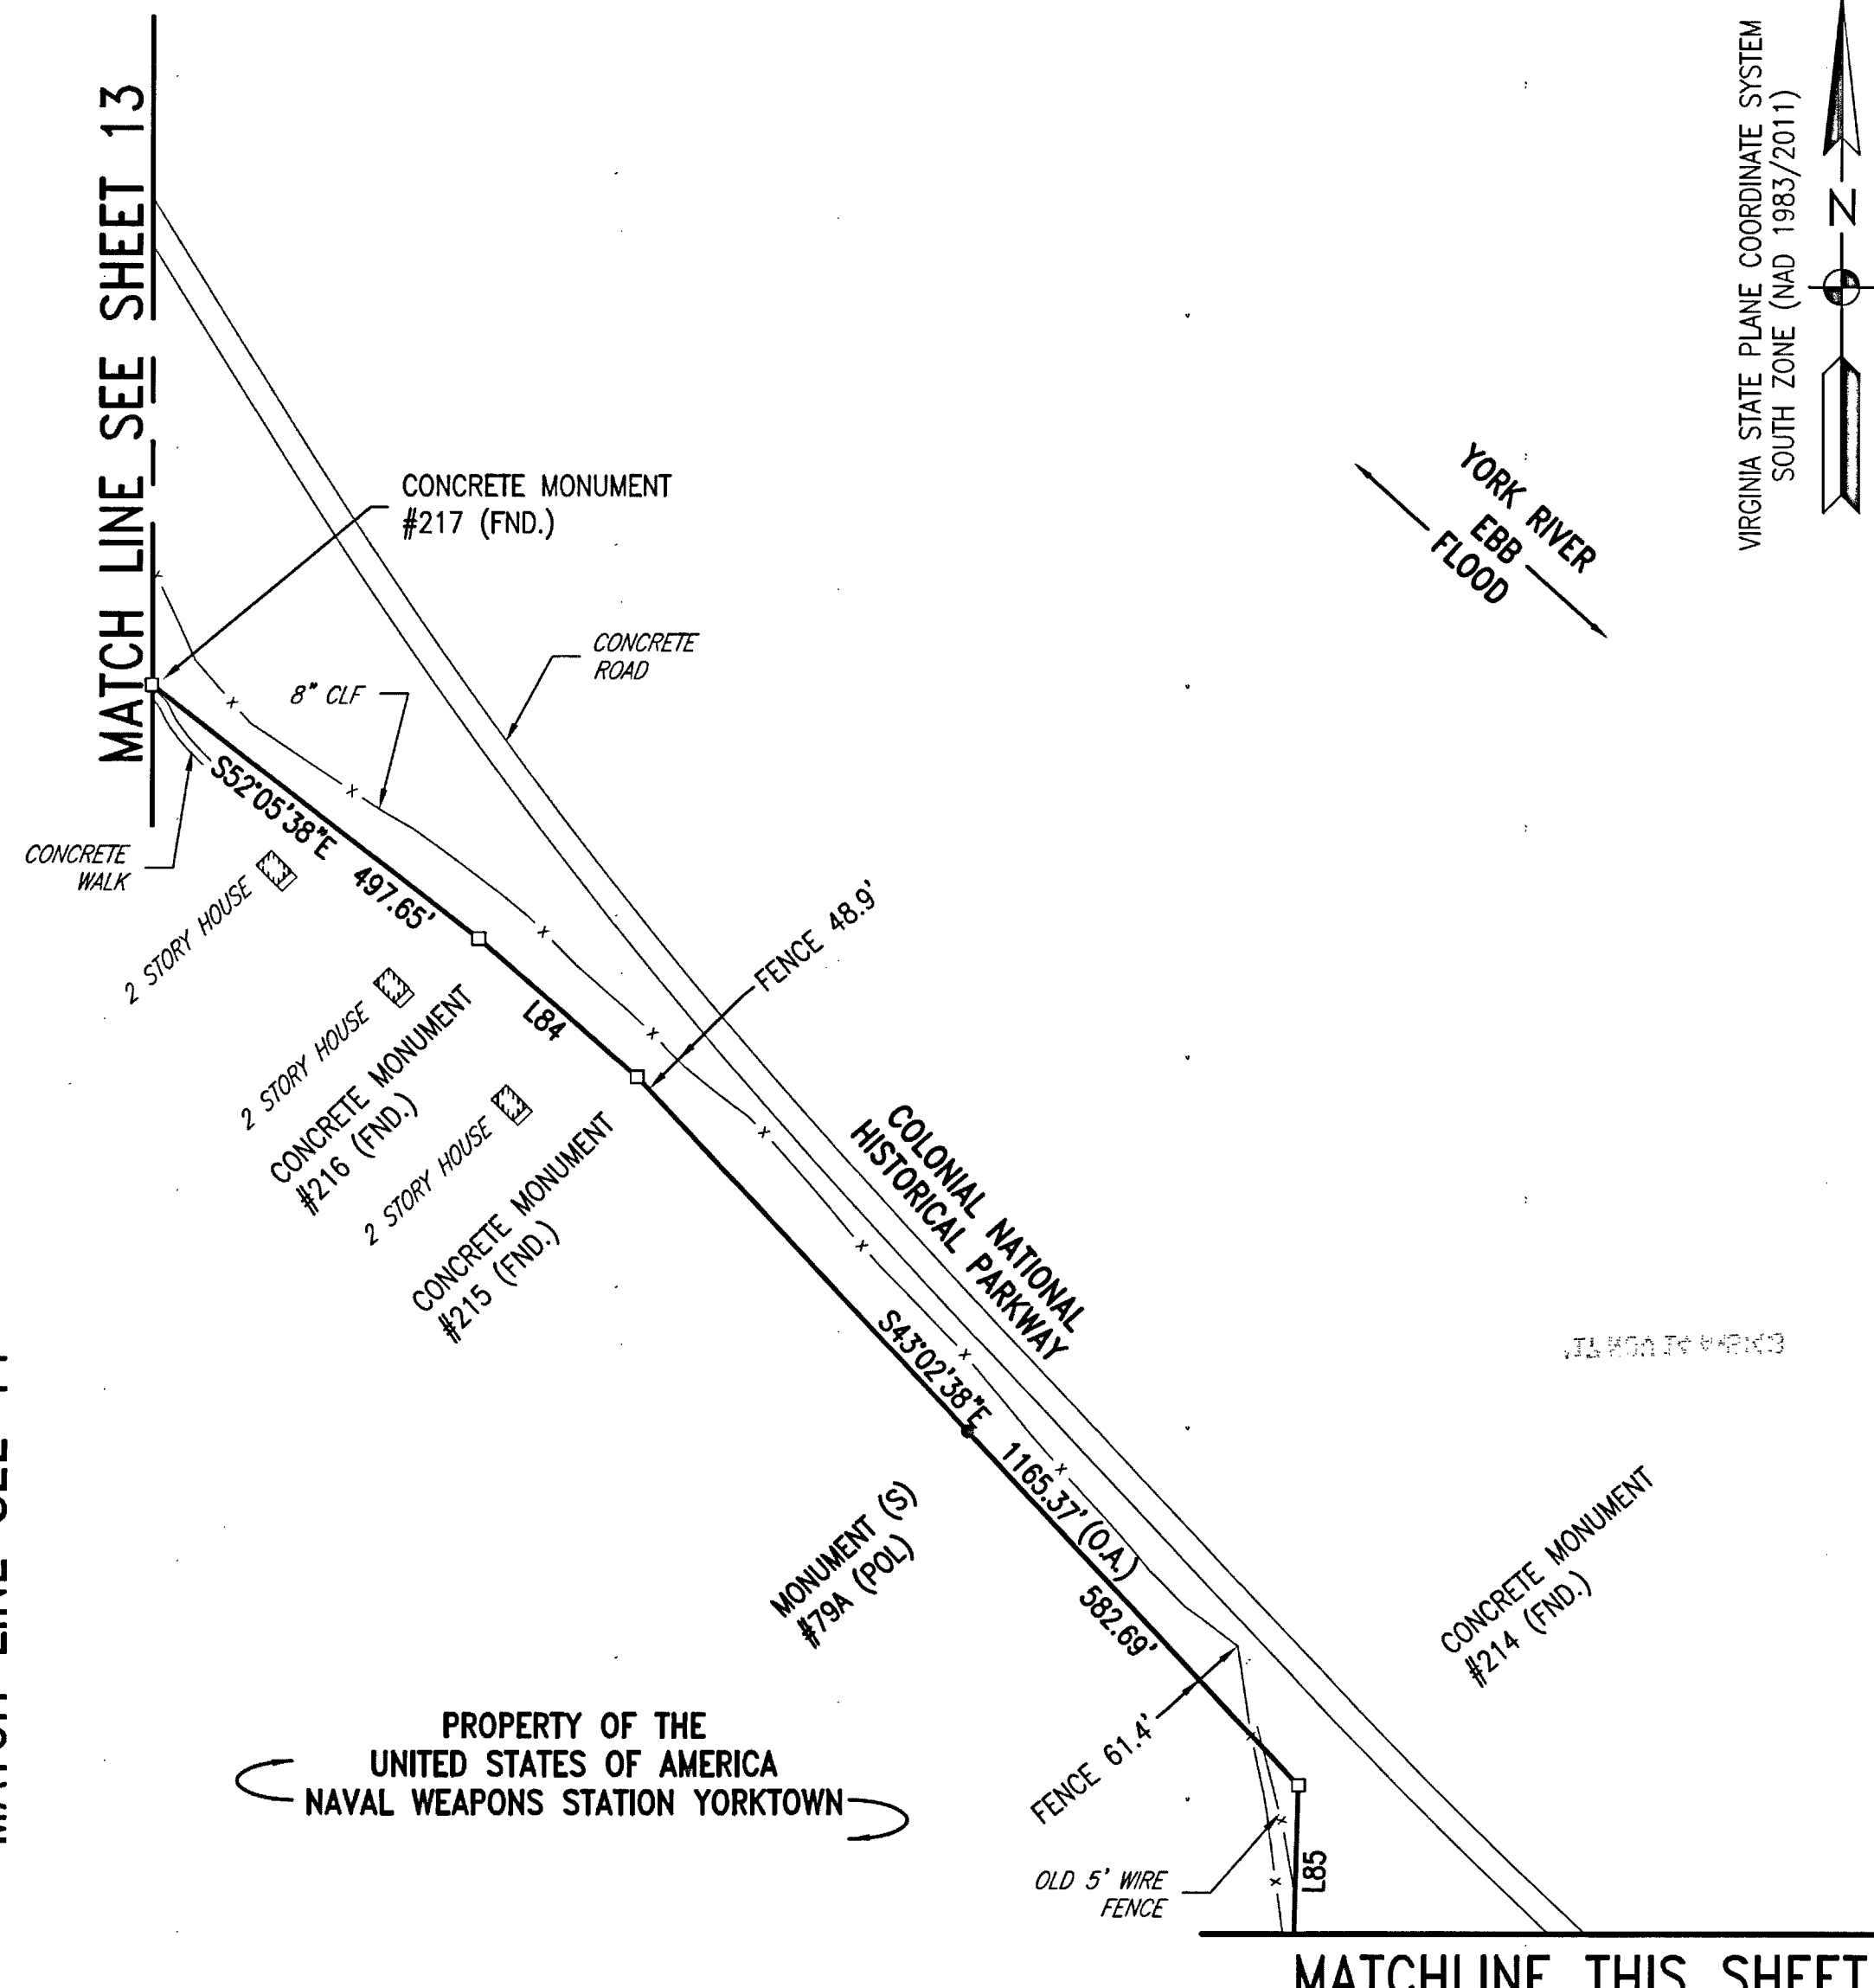 MATCH LINE SEE SHEET 13
VIRGINIA STATE PLANE COORDINATE SYSTEM
SOUTH ZONE (NAD 1983/2011)
N
CONCRETE MONUMENT
#217 (FND.)
YORK RIVER
EBB
FLOOD
CONCRETE
ROAD
8" CLF
S52°05'38"E 497.65'
CONCRETE
WALK
2 STORY HOUSE
FENCE 48.9'
L84
2 STORY HOUSE
CONCRETE MONUMENT
#216 (FND.)
2 STORY HOUSE
CONCRETE MONUMENT
#215 (FND.)
COLONIAL NATIONAL
HISTORICAL PARKWAY
S43°02'38"E 1165.37' (O.A.)
582.69'
MONUMENT (S)
#79A (POL)
CONCRETE MONUMENT
#214 (FND.)
PROPERTY OF THE
UNITED STATES OF AMERICA
NAVAL WEAPONS STATION YORKTOWN
FENCE 61.4'
OLD 5' WIRE
FENCE
L85
MATCHLINE THIS SHEET